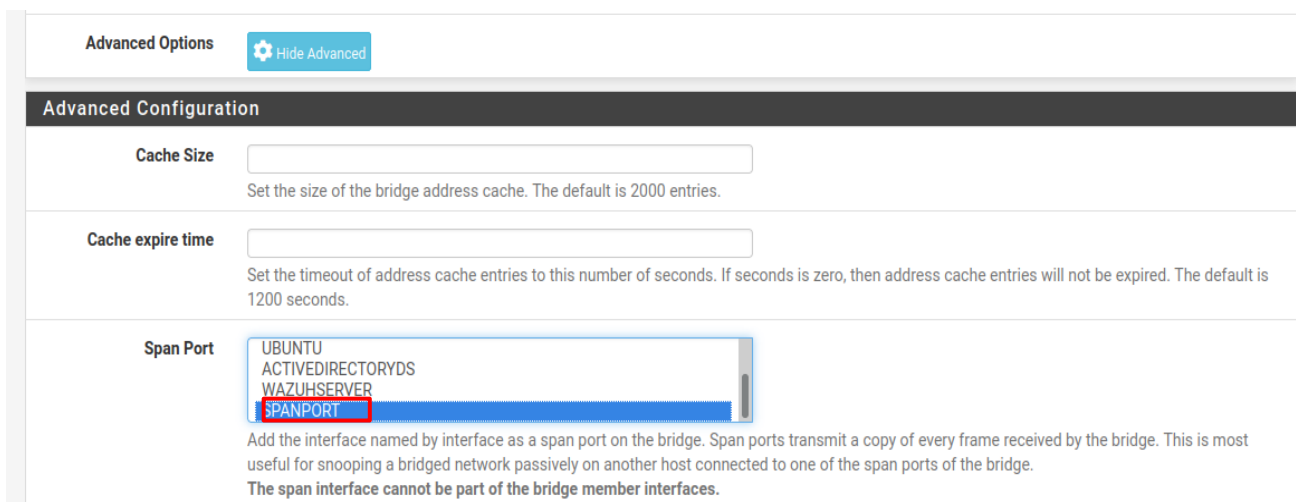 Advanced Options
Hide Advanced
Advanced Configuration
Cache Size
Set the size of the bridge address cache. The default is 2000 entries.
Cache expire time
Set the timeout of address cache entries to this number of seconds. If seconds is zero, then address cache entries will not be expired. The default is
1200 seconds.
Span Port
UBUNTU
ACTIVEDIRECTORYDS
WAZUHSERVER
SPANPORT
Add the interface named by interface as a span port on the bridge. Span ports transmit a copy of every frame received by the bridge. This is most
useful for snooping a bridged network passively on another host connected to one of the span ports of the bridge.
The span interface cannot be part of the bridge member interfaces.